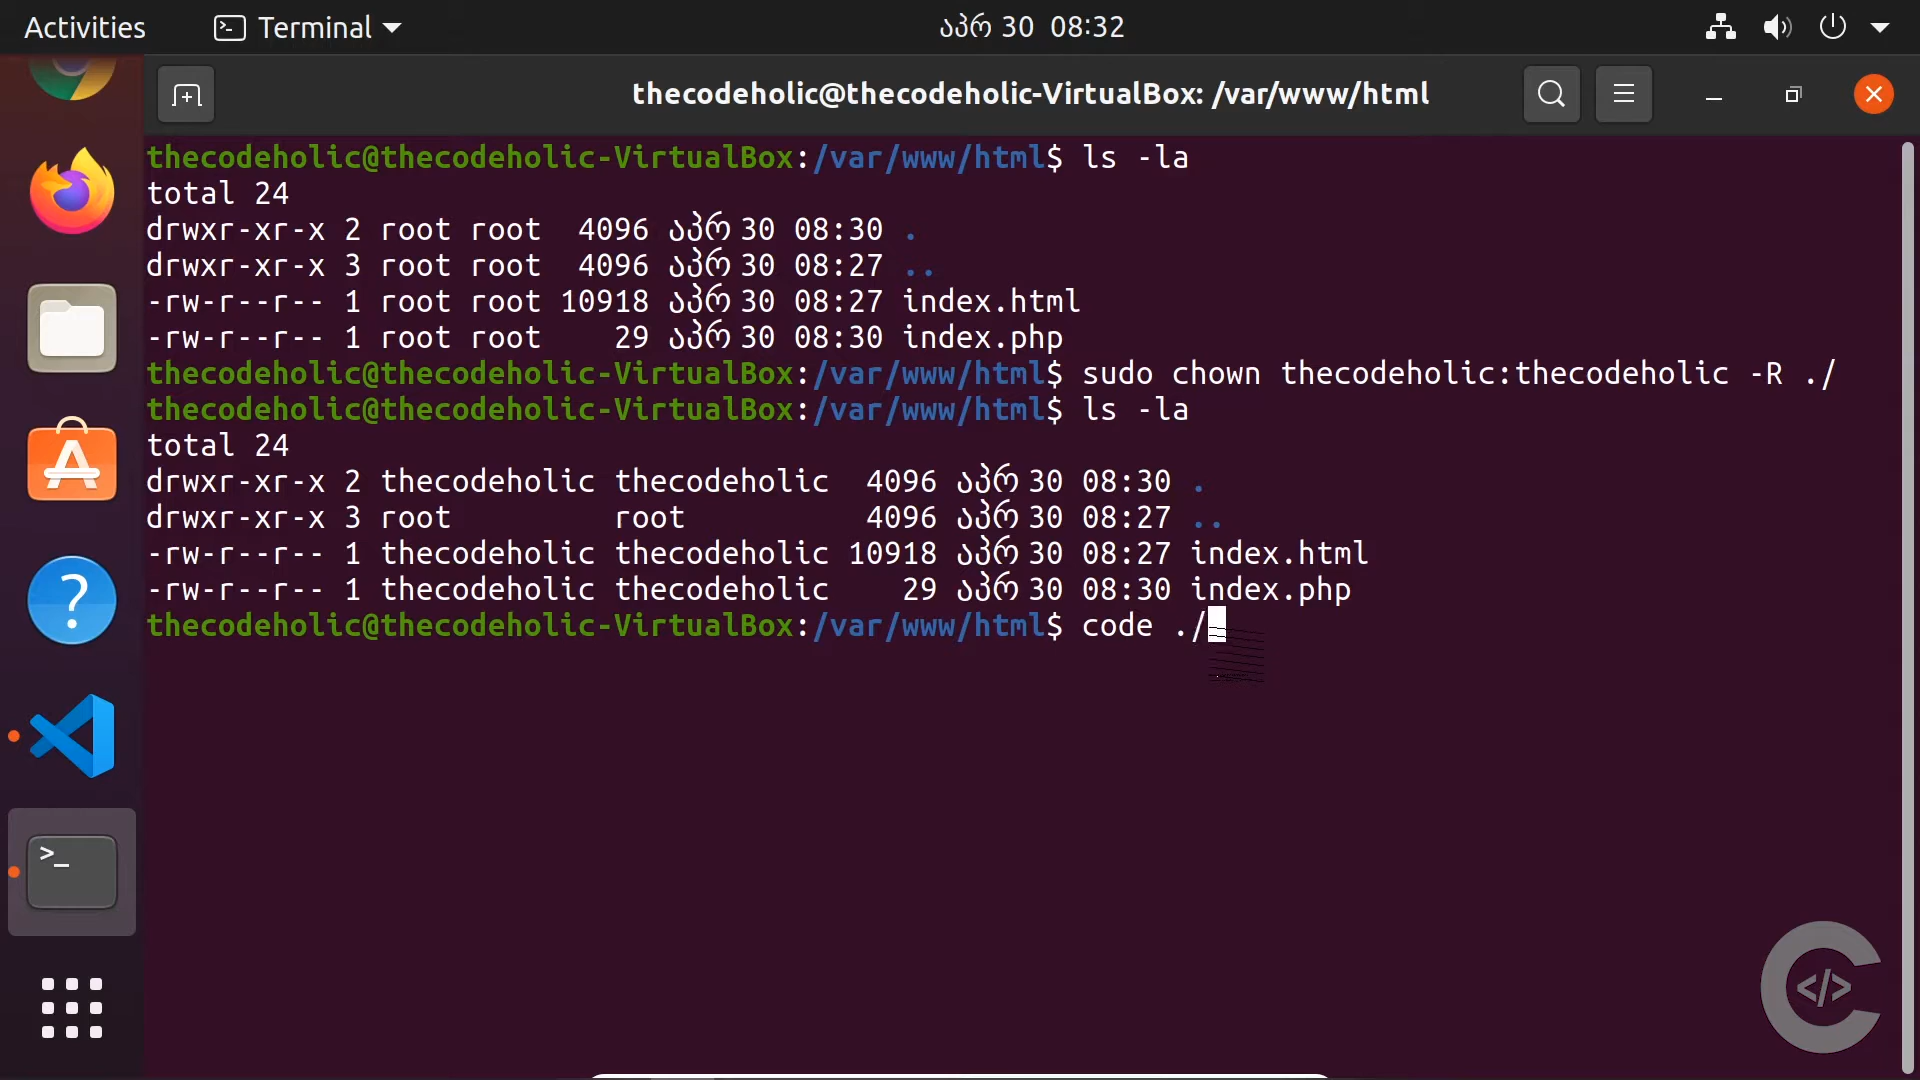 Activities Terminal აპრ 30 08:32
thecodeholic@thecodeholic-VirtualBox: /var/www/html
thecodeholic@thecodeholic-VirtualBox:/var/www/html$ ls -la
total 24
drwxr-xr-x 2 root root  4096 აპრ 30 08:30 .
drwxr-xr-x 3 root root  4096 აპრ 30 08:27 ..
-rw-r--r-- 1 root root 10918 აპრ 30 08:27 index.html
-rw-r--r-- 1 root root    29 აპრ 30 08:30 index.php
thecodeholic@thecodeholic-VirtualBox:/var/www/html$ sudo chown thecodeholic:thecodeholic -R ./
thecodeholic@thecodeholic-VirtualBox:/var/www/html$ ls -la
total 24
drwxr-xr-x 2 thecodeholic thecodeholic  4096 აპრ 30 08:30 .
drwxr-xr-x 3 root         root          4096 აპრ 30 08:27 ..
-rw-r--r-- 1 thecodeholic thecodeholic 10918 აპრ 30 08:27 index.html
-rw-r--r-- 1 thecodeholic thecodeholic    29 აპრ 30 08:30 index.php
thecodeholic@thecodeholic-VirtualBox:/var/www/html$ code ./